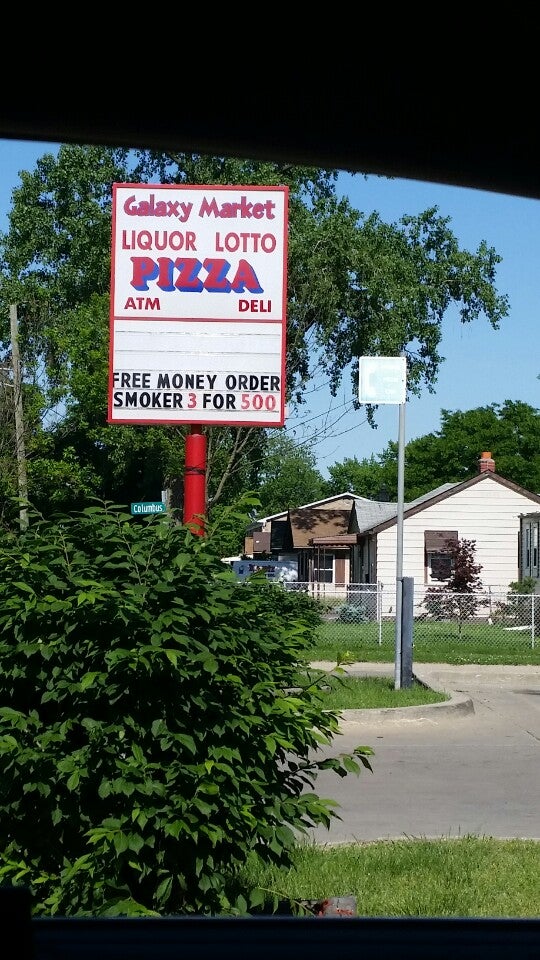 Galaxy Market
LIQUOR LOTTO
PIZZA
ATM DELI
FREE MONEY ORDER
SMOKER 3 FOR 500
Columbus